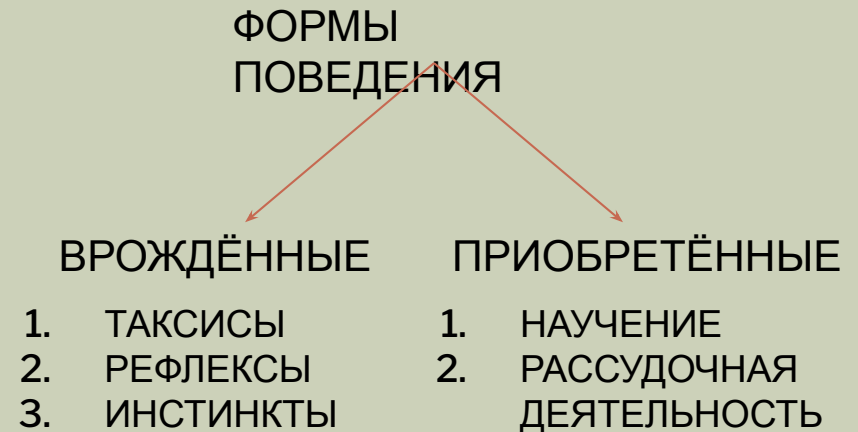 ФОРМЫ
ПОВЕДЕНИЯ
ВРОЖДЁННЫЕ
1. ТАКСИСЫ
2. РЕФЛЕКСЫ
3. ИНСТИНКТЫ
ПРИОБРЕТЁННЫЕ
1. НАУЧЕНИЕ
2. РАССУДОЧНАЯ
ДЕЯТЕЛЬНОСТЬ